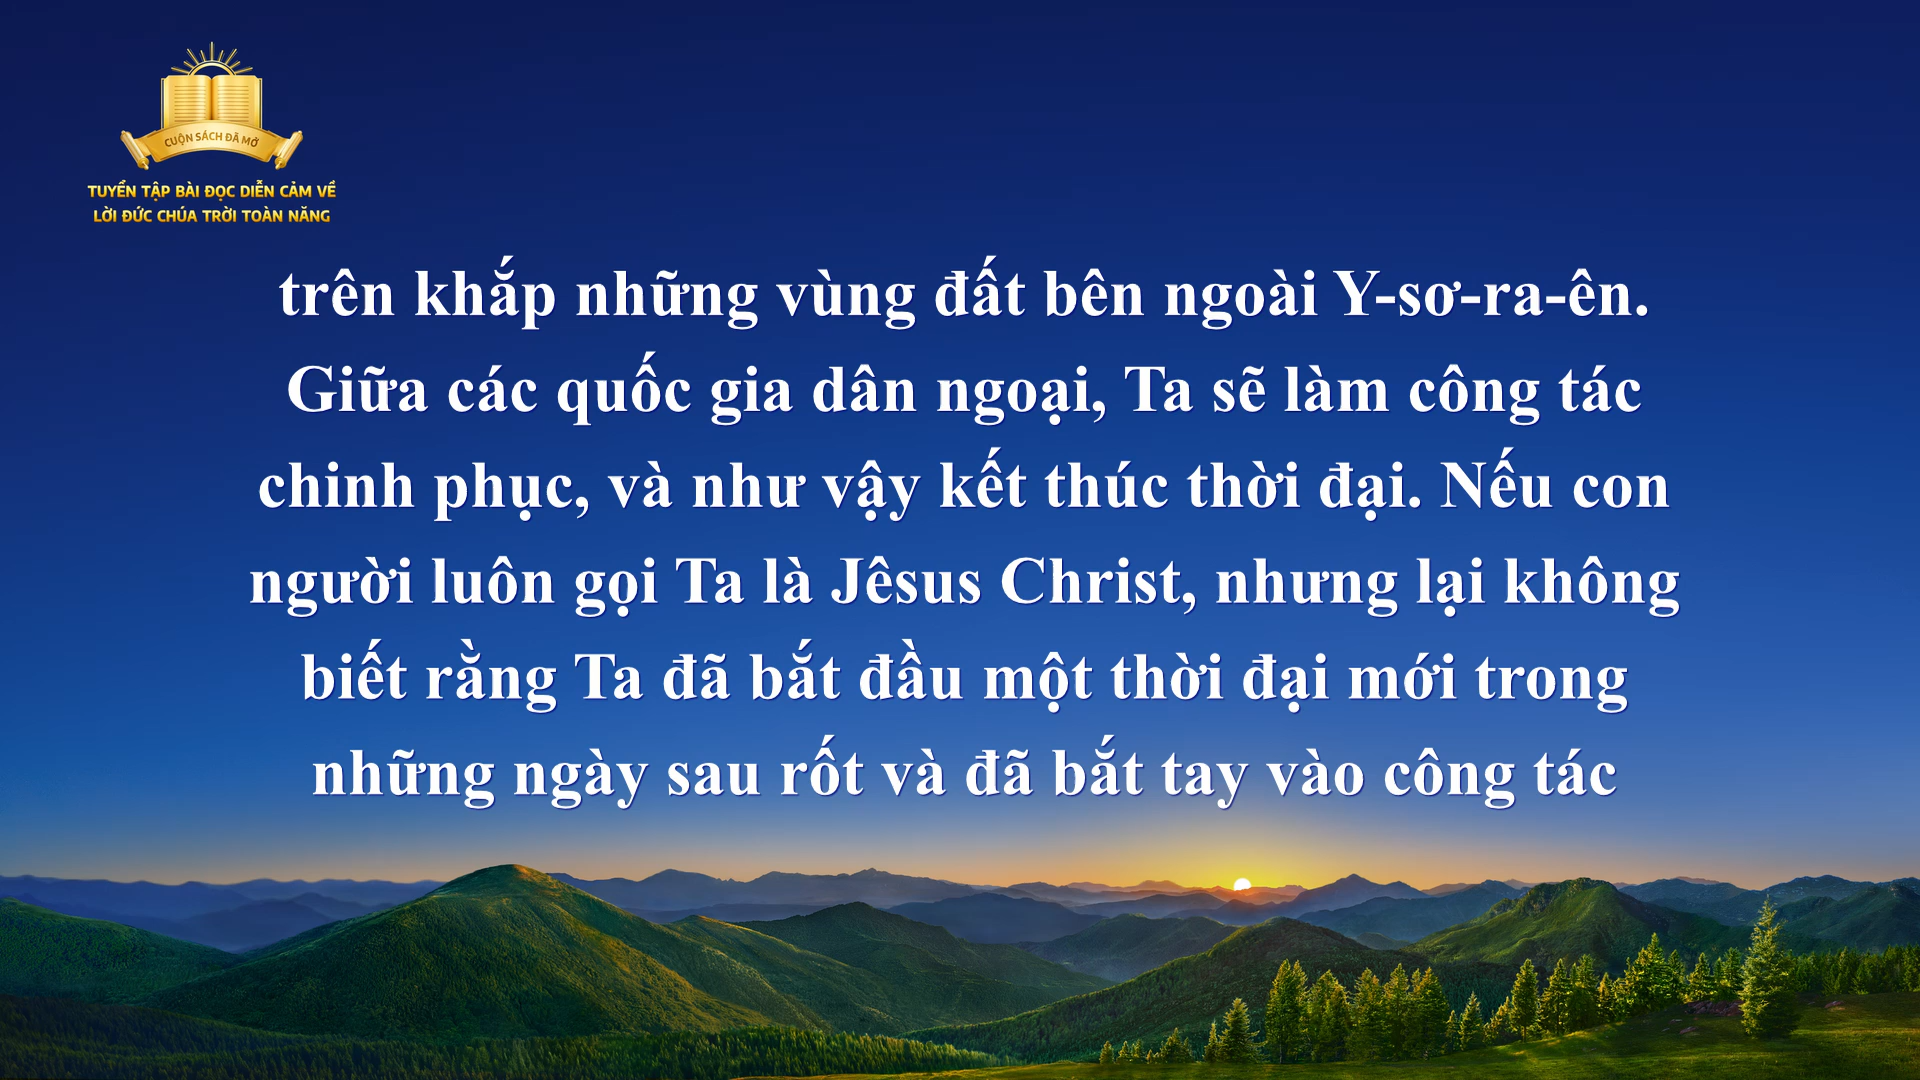 CUỘN SÁCH ĐÃ MỞ
TUYỂN TẬP BÀI ĐỌC DIỄN CẢM VỀ
LỜI ĐỨC CHÚA TRỜI TOÀN NĂNG
trên khắp những vùng đất bên ngoài Y-sơ-ra-ên.
Giữa các quốc gia dân ngoại, Ta sẽ làm công tác
chinh phục, và như vậy kết thúc thời đại. Nếu con
người luôn gọi Ta là Jêsus Christ, nhưng lại không
biết rằng Ta đã bắt đầu một thời đại mới trong
những ngày sau rốt và đã bắt tay vào công tác